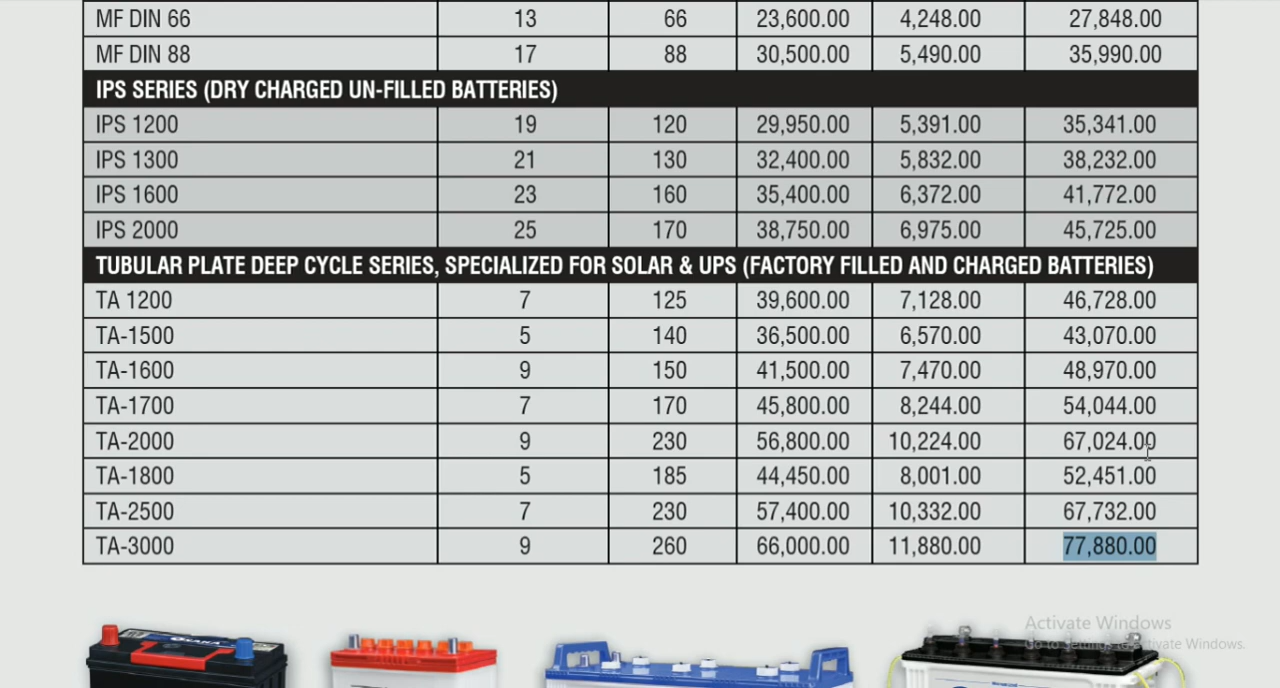 MF DIN 66 13 66 23,600.00 4,248.00 27,848.00
MF DIN 88 17 88 30,500.00 5,490.00 35,990.00
IPS SERIES (DRY CHARGED UN-FILLED BATTERIES)
IPS 1200 19 120 29,950.00 5,391.00 35,341.00
IPS 1300 21 130 32,400.00 5,832.00 38,232.00
IPS 1600 23 160 35,400.00 6,372.00 41,772.00
IPS 2000 25 170 38,750.00 6,975.00 45,725.00
TUBULAR PLATE DEEP CYCLE SERIES, SPECIALIZED FOR SOLAR & UPS (FACTORY FILLED AND CHARGED BATTERIES)
TA 1200 7 125 39,600.00 7,128.00 46,728.00
TA-1500 5 140 36,500.00 6,570.00 43,070.00
TA-1600 9 150 41,500.00 7,470.00 48,970.00
TA-1700 7 170 45,800.00 8,244.00 54,044.00
TA-2000 9 230 56,800.00 10,224.00 67,024.00
TA-1800 5 185 44,450.00 8,001.00 52,451.00
TA-2500 7 230 57,400.00 10,332.00 67,732.00
TA-3000 9 260 66,000.00 11,880.00 77,880.00
Activate Windows
Go to Settings to activate Windows.